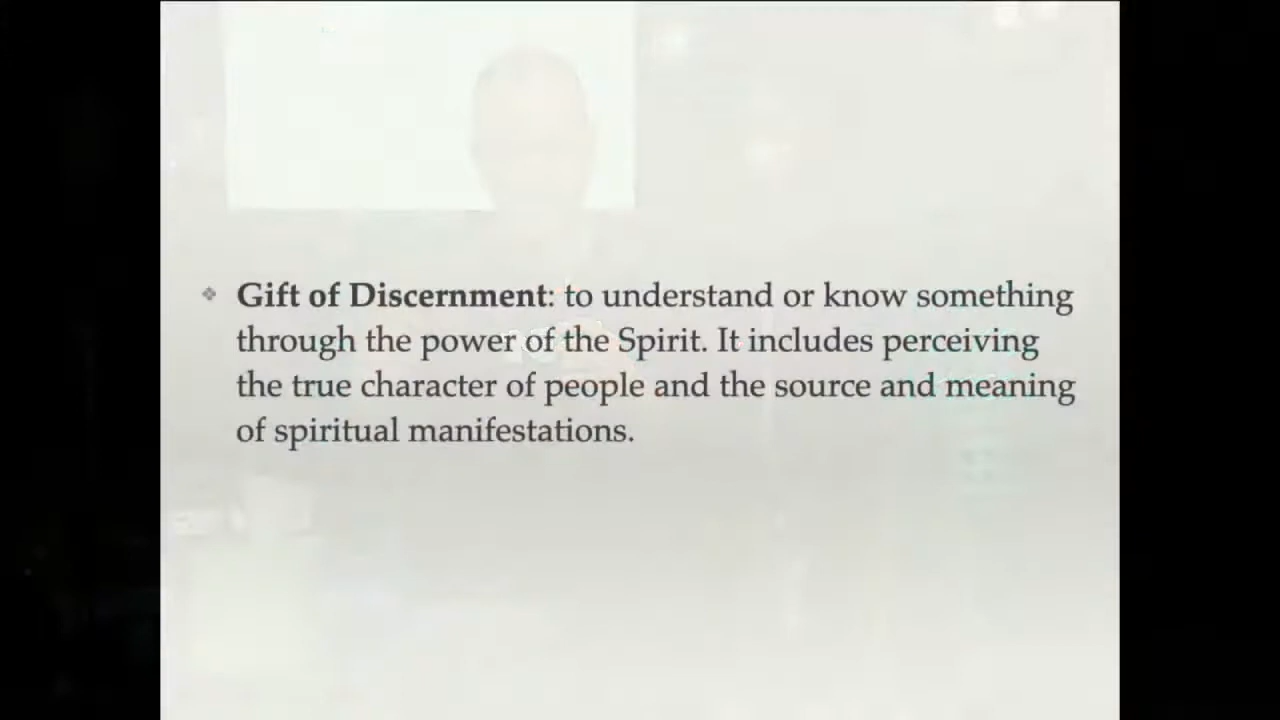 Gift of Discernment: to understand or know something
through the power of the Spirit. It includes perceiving
the true character of people and the source and meaning
of spiritual manifestations.